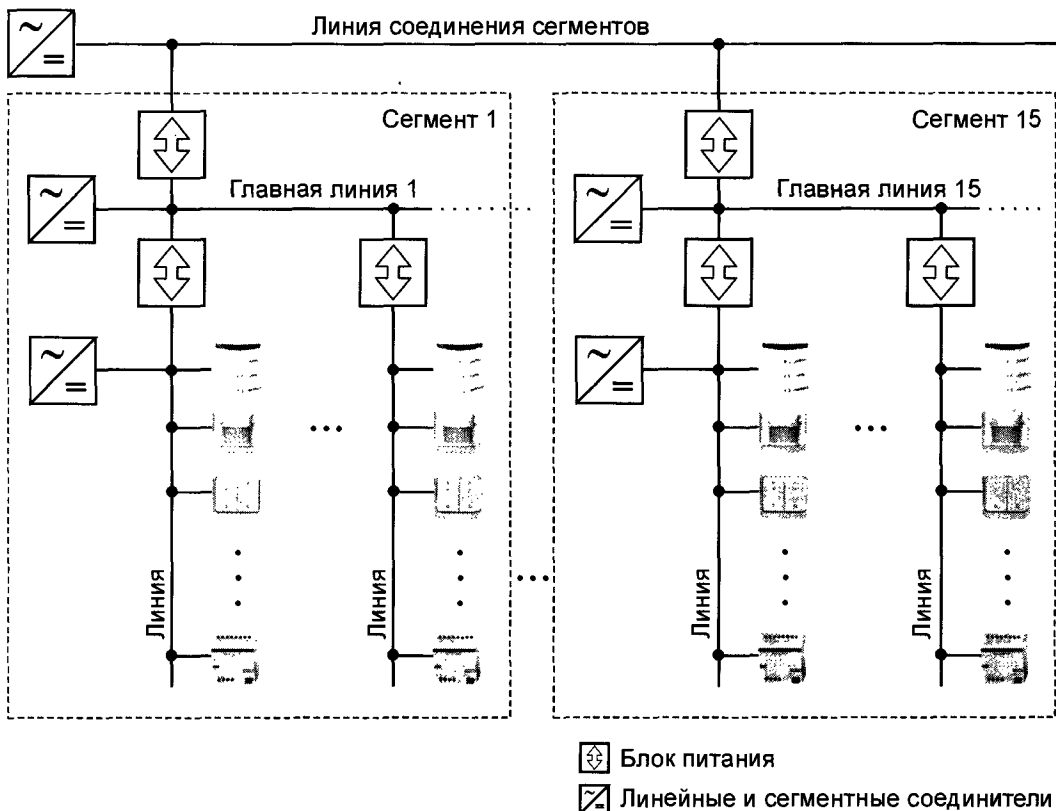 Линия соединения сегментов
Сегмент 1
Сегмент 15
Главная линия 1
Главная линия 15
Линия
Линия
Линия
Линия
Блок питания
Линейные и сегментные соединители